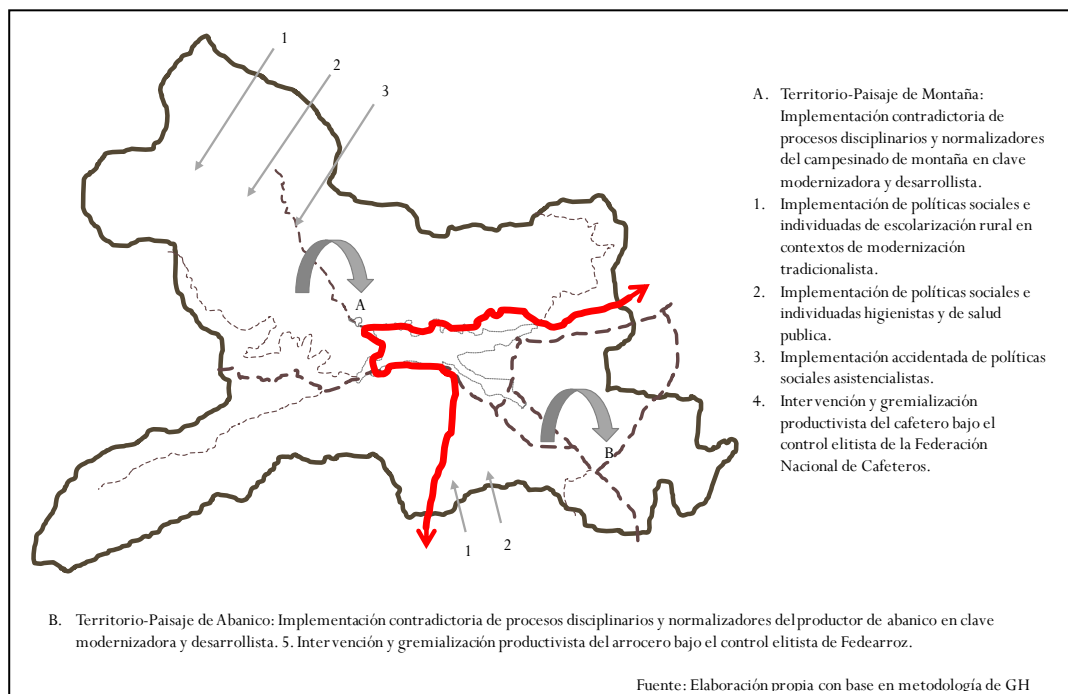 1
2
3
A
B
1
2
A. Territorio-Paisaje de Montaña:
Implementación contradictoria de
procesos disciplinarios y normalizadores
del campesinado de montaña en clave
modernizadora y desarrollista.
1. Implementación de políticas sociales e
individuadas de escolarización rural en
contextos de modernización
tradicionalista.
2. Implementación de políticas sociales e
individuadas higienistas y de salud
publica.
3. Implementación accidentada de políticas
sociales asistencialistas.
4. Intervención y gremialización
productivista del cafetero bajo el
control elitista de la Federación
Nacional de Cafeteros.
B. Territorio-Paisaje de Abanico: Implementación contradictoria de procesos disciplinarios y normalizadores del productor de abanico en clave
modernizadora y desarrollista. 5. Intervención y gremialización productivista del arrocero bajo el control elitista de Fedearroz.
Fuente: Elaboración propia con base en metodología de GH